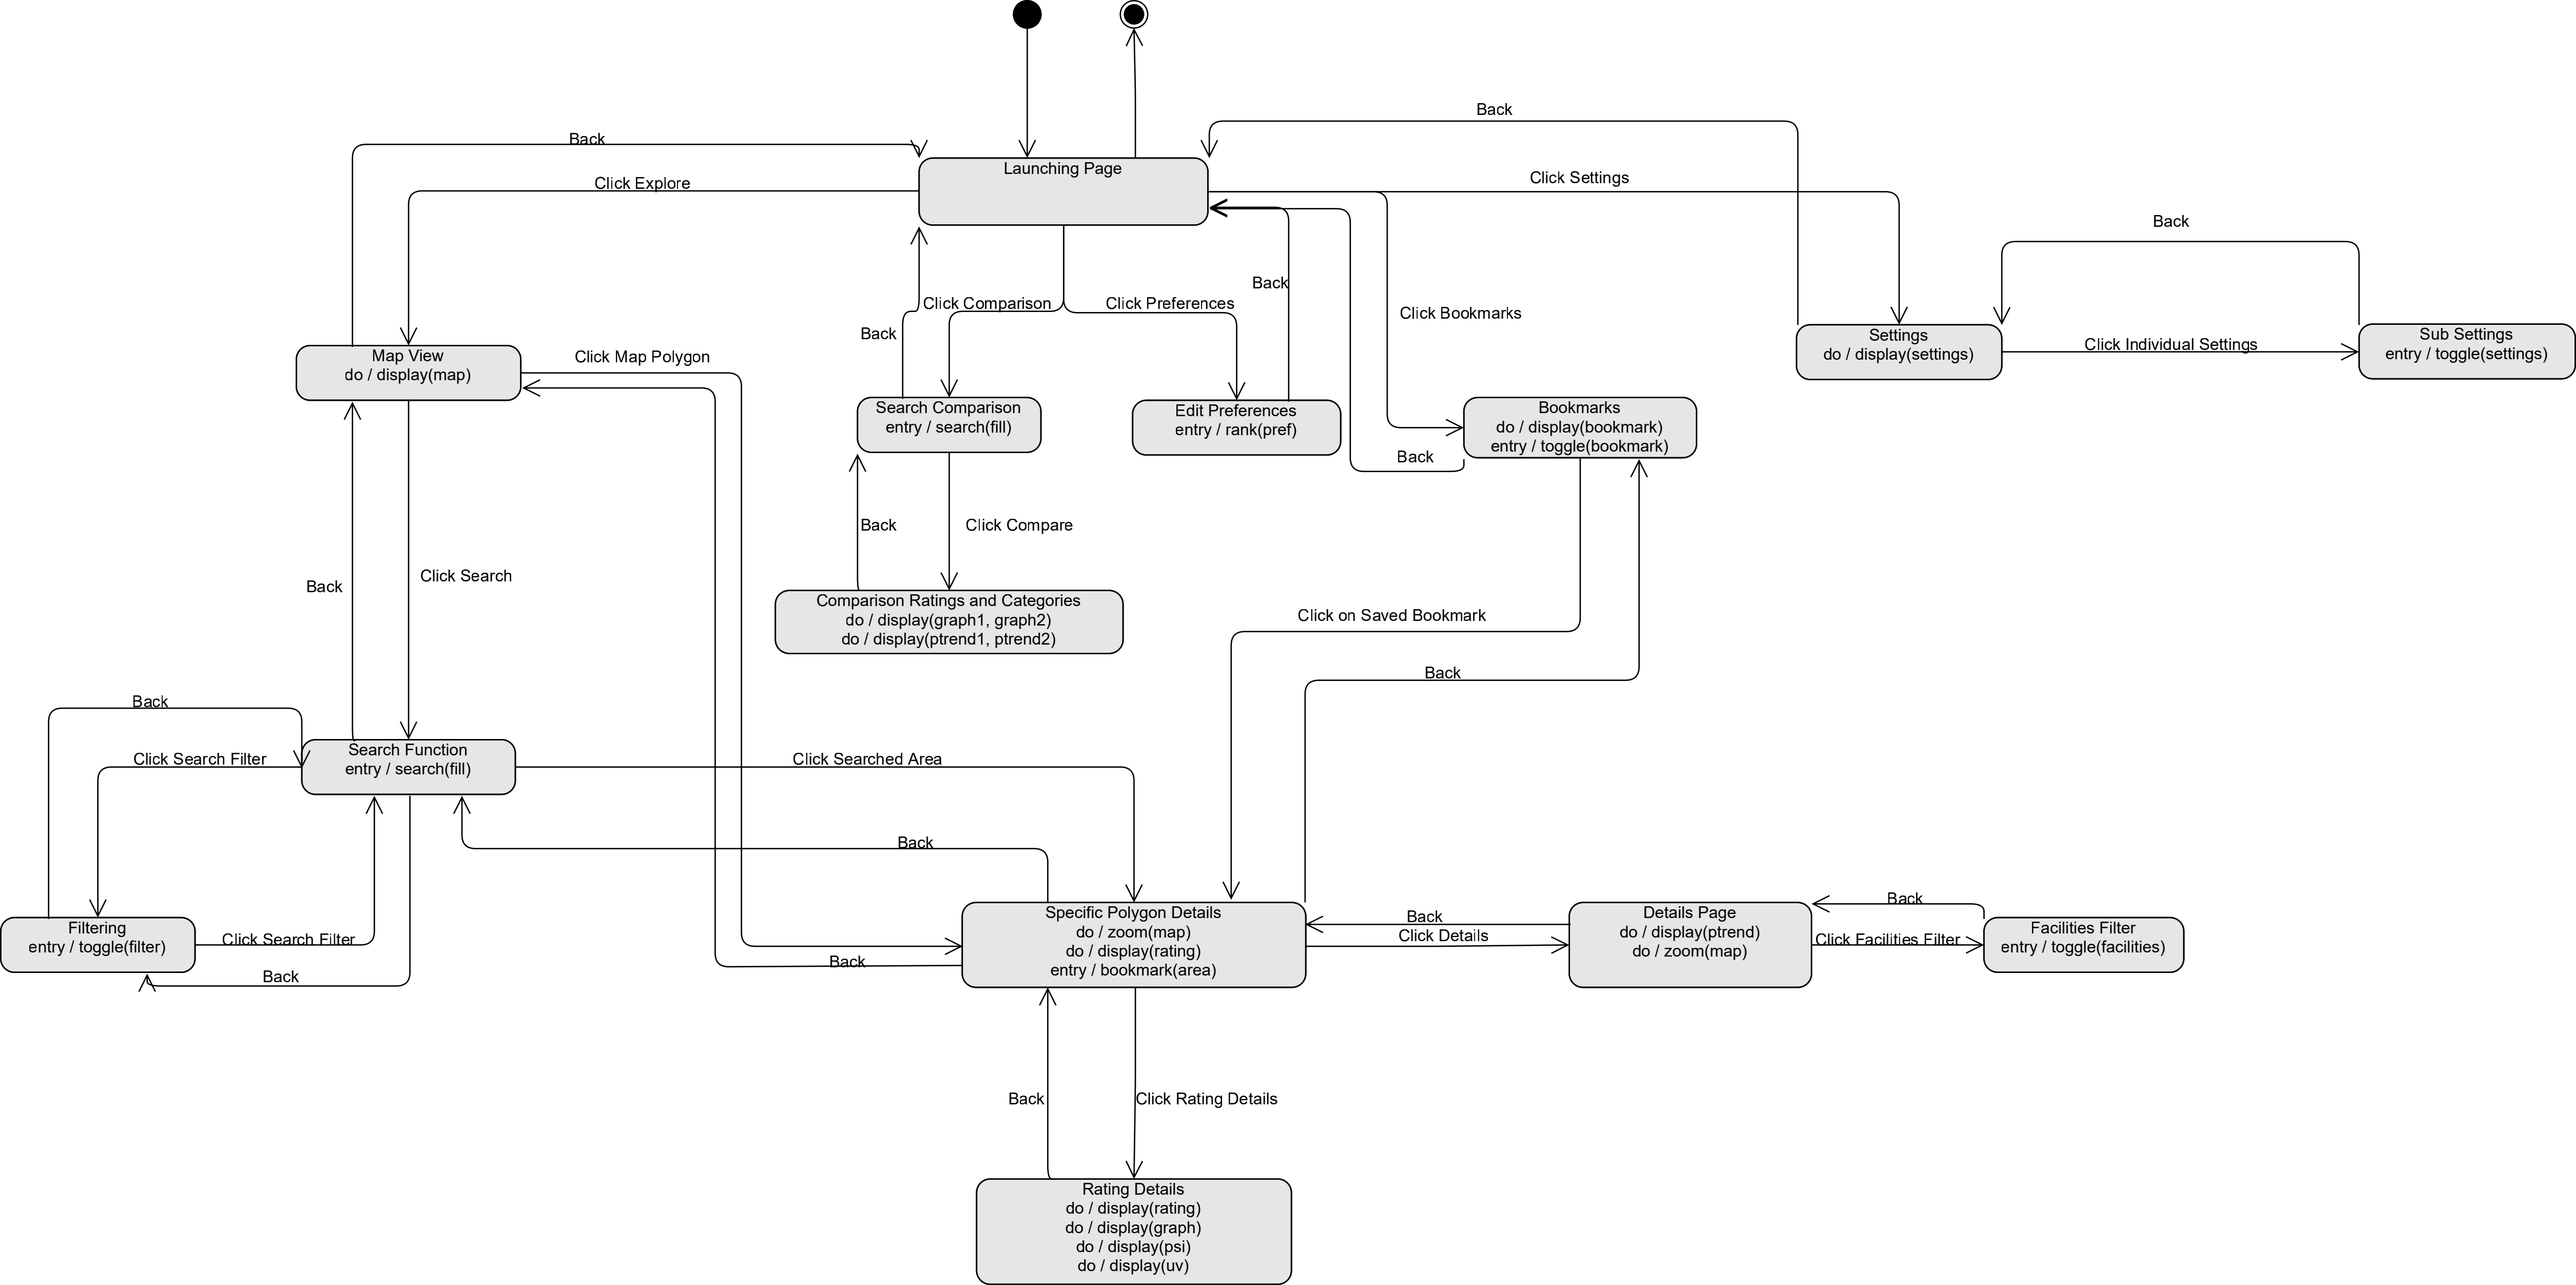 Back
Back
Launching Page
Click Explore
Click Settings
Back
Back
Click Comparison
Click Preferences
Click Bookmarks
Back
Settings
do / display(settings)
Click Individual Settings
Sub Settings
entry / toggle(settings)
Map View
do / display(map)
Click Map Polygon
Search Comparison
entry / search(fill)
Edit Preferences
entry / rank(pref)
Bookmarks
do / display(bookmark)
entry / toggle(bookmark)
Back
Back
Click Compare
Back
Click Search
Comparison Ratings and Categories
do / display(graph1, graph2)
do / display(ptrend1, ptrend2)
Click on Saved Bookmark
Back
Back
Search Function
entry / search(fill)
Click Search Filter
Click Searched Area
Back
Filtering
entry / toggle(filter)
Click Search Filter
Back
Back
Specific Polygon Details
do / zoom(map)
do / display(rating)
entry / bookmark(area)
Back
Click Details
Details Page
do / display(ptrend)
do / zoom(map)
Back
Click Facilities Filter
Facilities Filter
entry / toggle(facilities)
Back
Click Rating Details
Rating Details
do / display(rating)
do / display(graph)
do / display(psi)
do / display(uv)